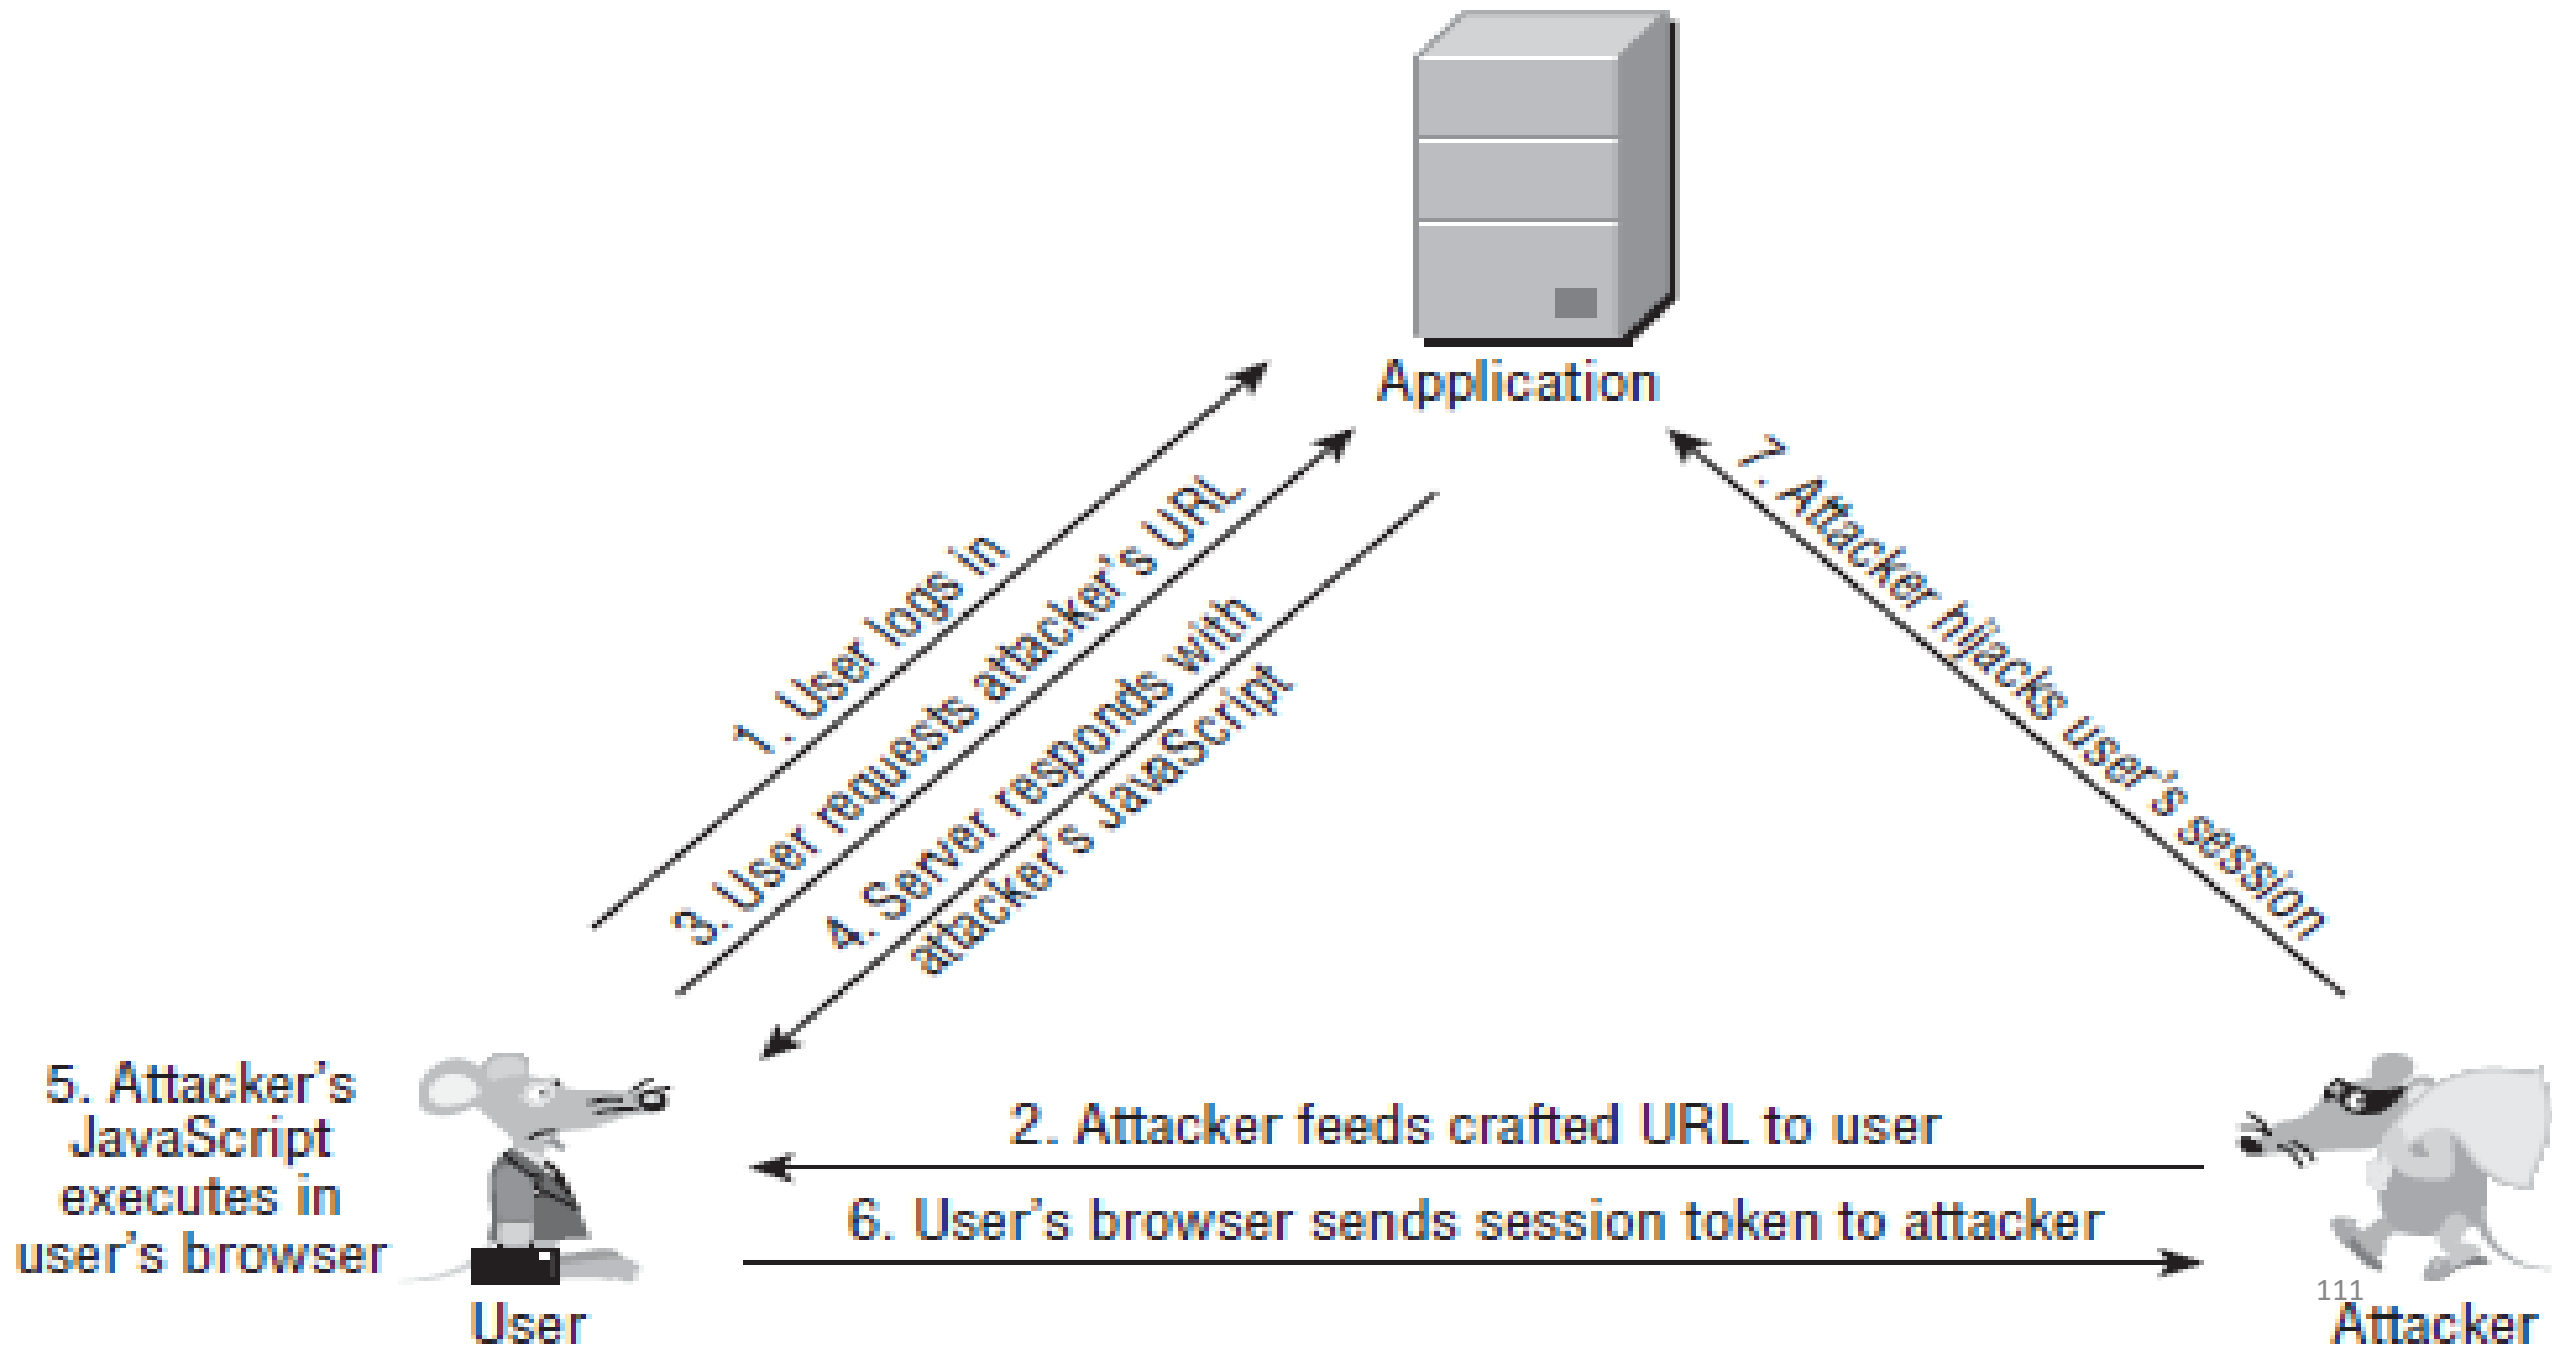 Application
1. User logs in
3. User requests attacker's URL
4. Server responds with
attacker's JavaScript
7. Attacker hijacks user's session
5. Attacker's
JavaScript
executes in
user's browser
2. Attacker feeds crafted URL to user
6. User's browser sends session token to attacker
User
111
Attacker